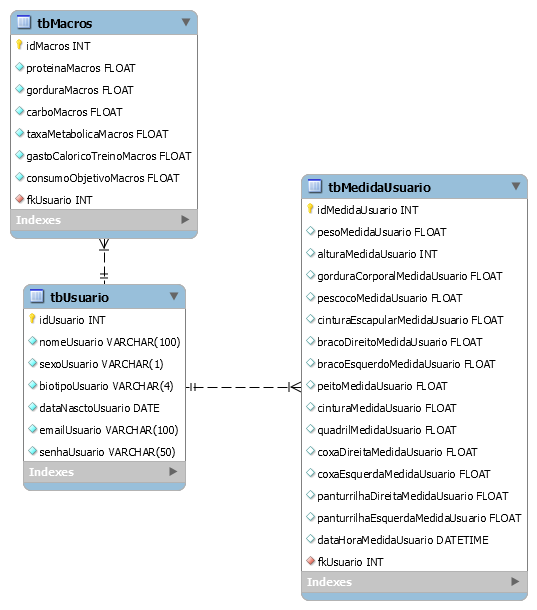 tbMacros
idMacros INT
proteinaMacros FLOAT
gorduraMacros FLOAT
carboMacros FLOAT
taxaMetabolicaMacros FLOAT
gastoCaloricoTreinoMacros FLOAT
consumoObjetivoMacros FLOAT
fkUsuario INT
Indexes
tbUsuario
idUsuario INT
nomeUsuario VARCHAR(100)
sexoUsuario VARCHAR(1)
biotipoUsuario VARCHAR(4)
dataNasctoUsuario DATE
emailUsuario VARCHAR(100)
senhaUsuario VARCHAR(50)
Indexes
tbMedidaUsuario
idMedidaUsuario INT
pesoMedidaUsuario FLOAT
alturaMedidaUsuario INT
gorduraCorporalMedidaUsuario FLOAT
pescocoMedidaUsuario FLOAT
cinturaEscapularMedidaUsuario FLOAT
bracoDireitoMedidaUsuario FLOAT
bracoEsquerdoMedidaUsuario FLOAT
peitoMedidaUsuario FLOAT
cinturaMedidaUsuario FLOAT
quadrilMedidaUsuario FLOAT
coxaDireitaMedidaUsuario FLOAT
coxaEsquerdaMedidaUsuario FLOAT
panturrilhaDireitaMedidaUsuario FLOAT
panturrilhaEsquerdaMedidaUsuario FLOAT
dataHoraMedidaUsuario DATETIME
fkUsuario INT
Indexes